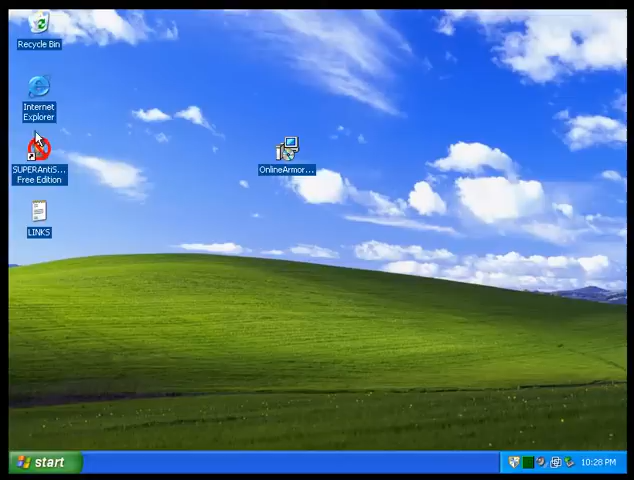 Recycle Bin
Internet
Explorer
SUPERAntiS...
Free Edition
OnlineArmor...
LINKS
start
10:28 PM